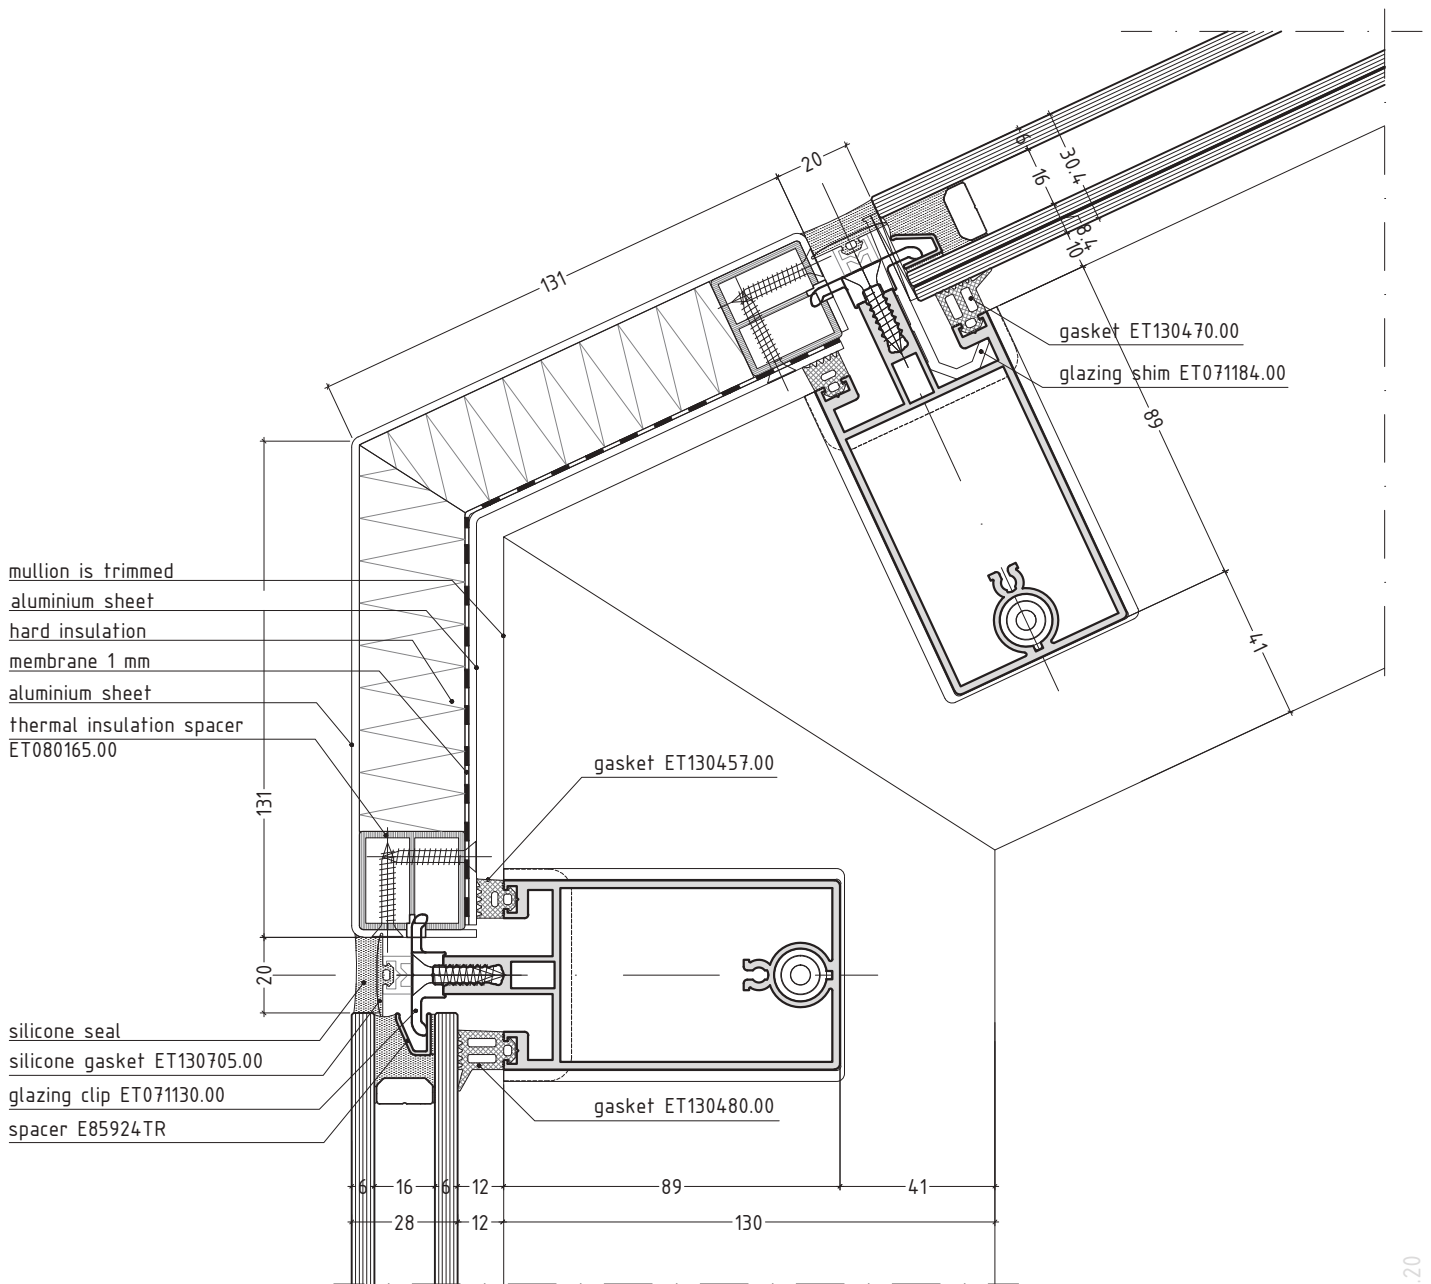 20
6
16
30.4
8.4
10
131
gasket ET130470.00
glazing shim ET071184.00
89
41
mullion is trimmed
aluminium sheet
hard insulation
membrane 1 mm
aluminium sheet
thermal insulation spacer
ET080165.00
gasket ET130457.00
131
20
silicone seal
silicone gasket ET130705.00
glazing clip ET071130.00
spacer E85924TR
gasket ET130480.00
6 16 6 12 89 41
28 12 130
.20